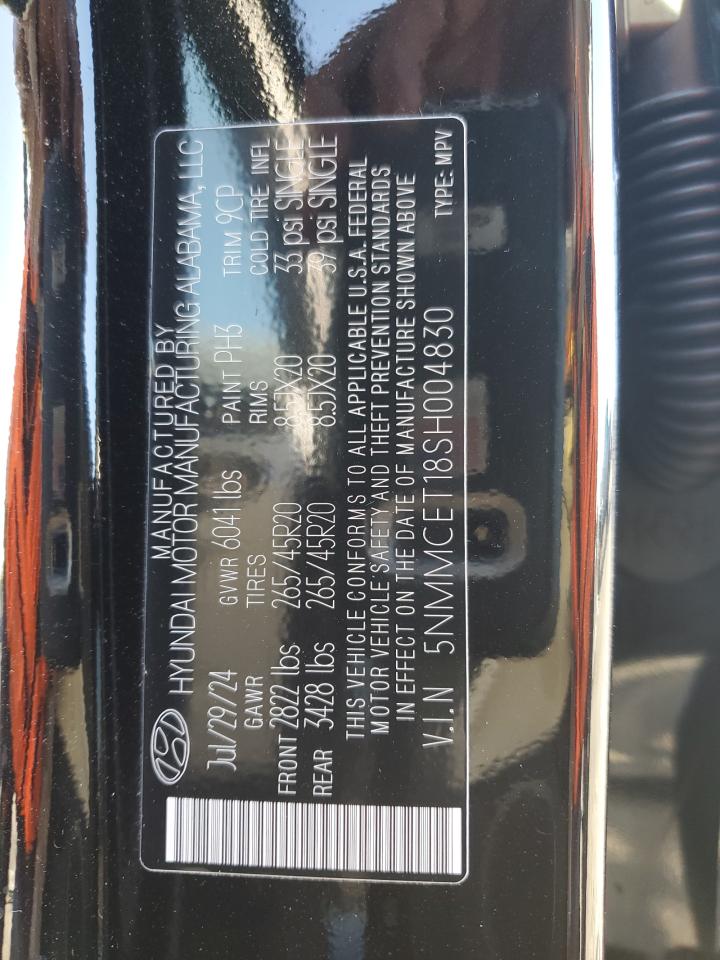 MANUFACTURED BY
HYUNDAI MOTOR MANUFACTURING ALABAMA, LLC
Jul/29/24 GVWR 6041 lbs PAINT PH3 TRIM 9CP
GAWR TIRES RIMS COLD TIRE INFL
FRONT 2822 lbs 265/45R20 8.5JX20 33 psi SINGLE
REAR 3428 lbs 265/45R20 8.5JX20 39 psi SINGLE
THIS VEHICLE CONFORMS TO ALL APPLICABLE U.S.A. FEDERAL
MOTOR VEHICLE SAFETY AND THEFT PREVENTION STANDARDS
IN EFFECT ON THE DATE OF MANUFACTURE SHOWN ABOVE
V.I.N 5NMMCET18SH004830 TYPE: MPV